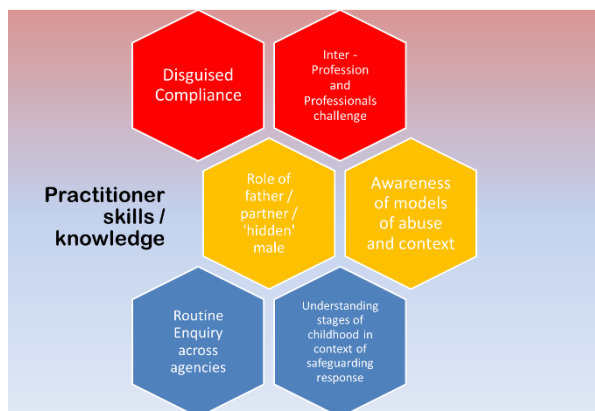 Disguised
Compliance
Inter -
Profession
and
Professionals
challenge
Practitioner
skills /
knowledge
Role of
father /
partner /
'hidden'
male
Awareness
of models
of abuse
and context
Routine
Enquiry
across
agencies
Understanding
stages of
childhood in
context of
safeguarding
response